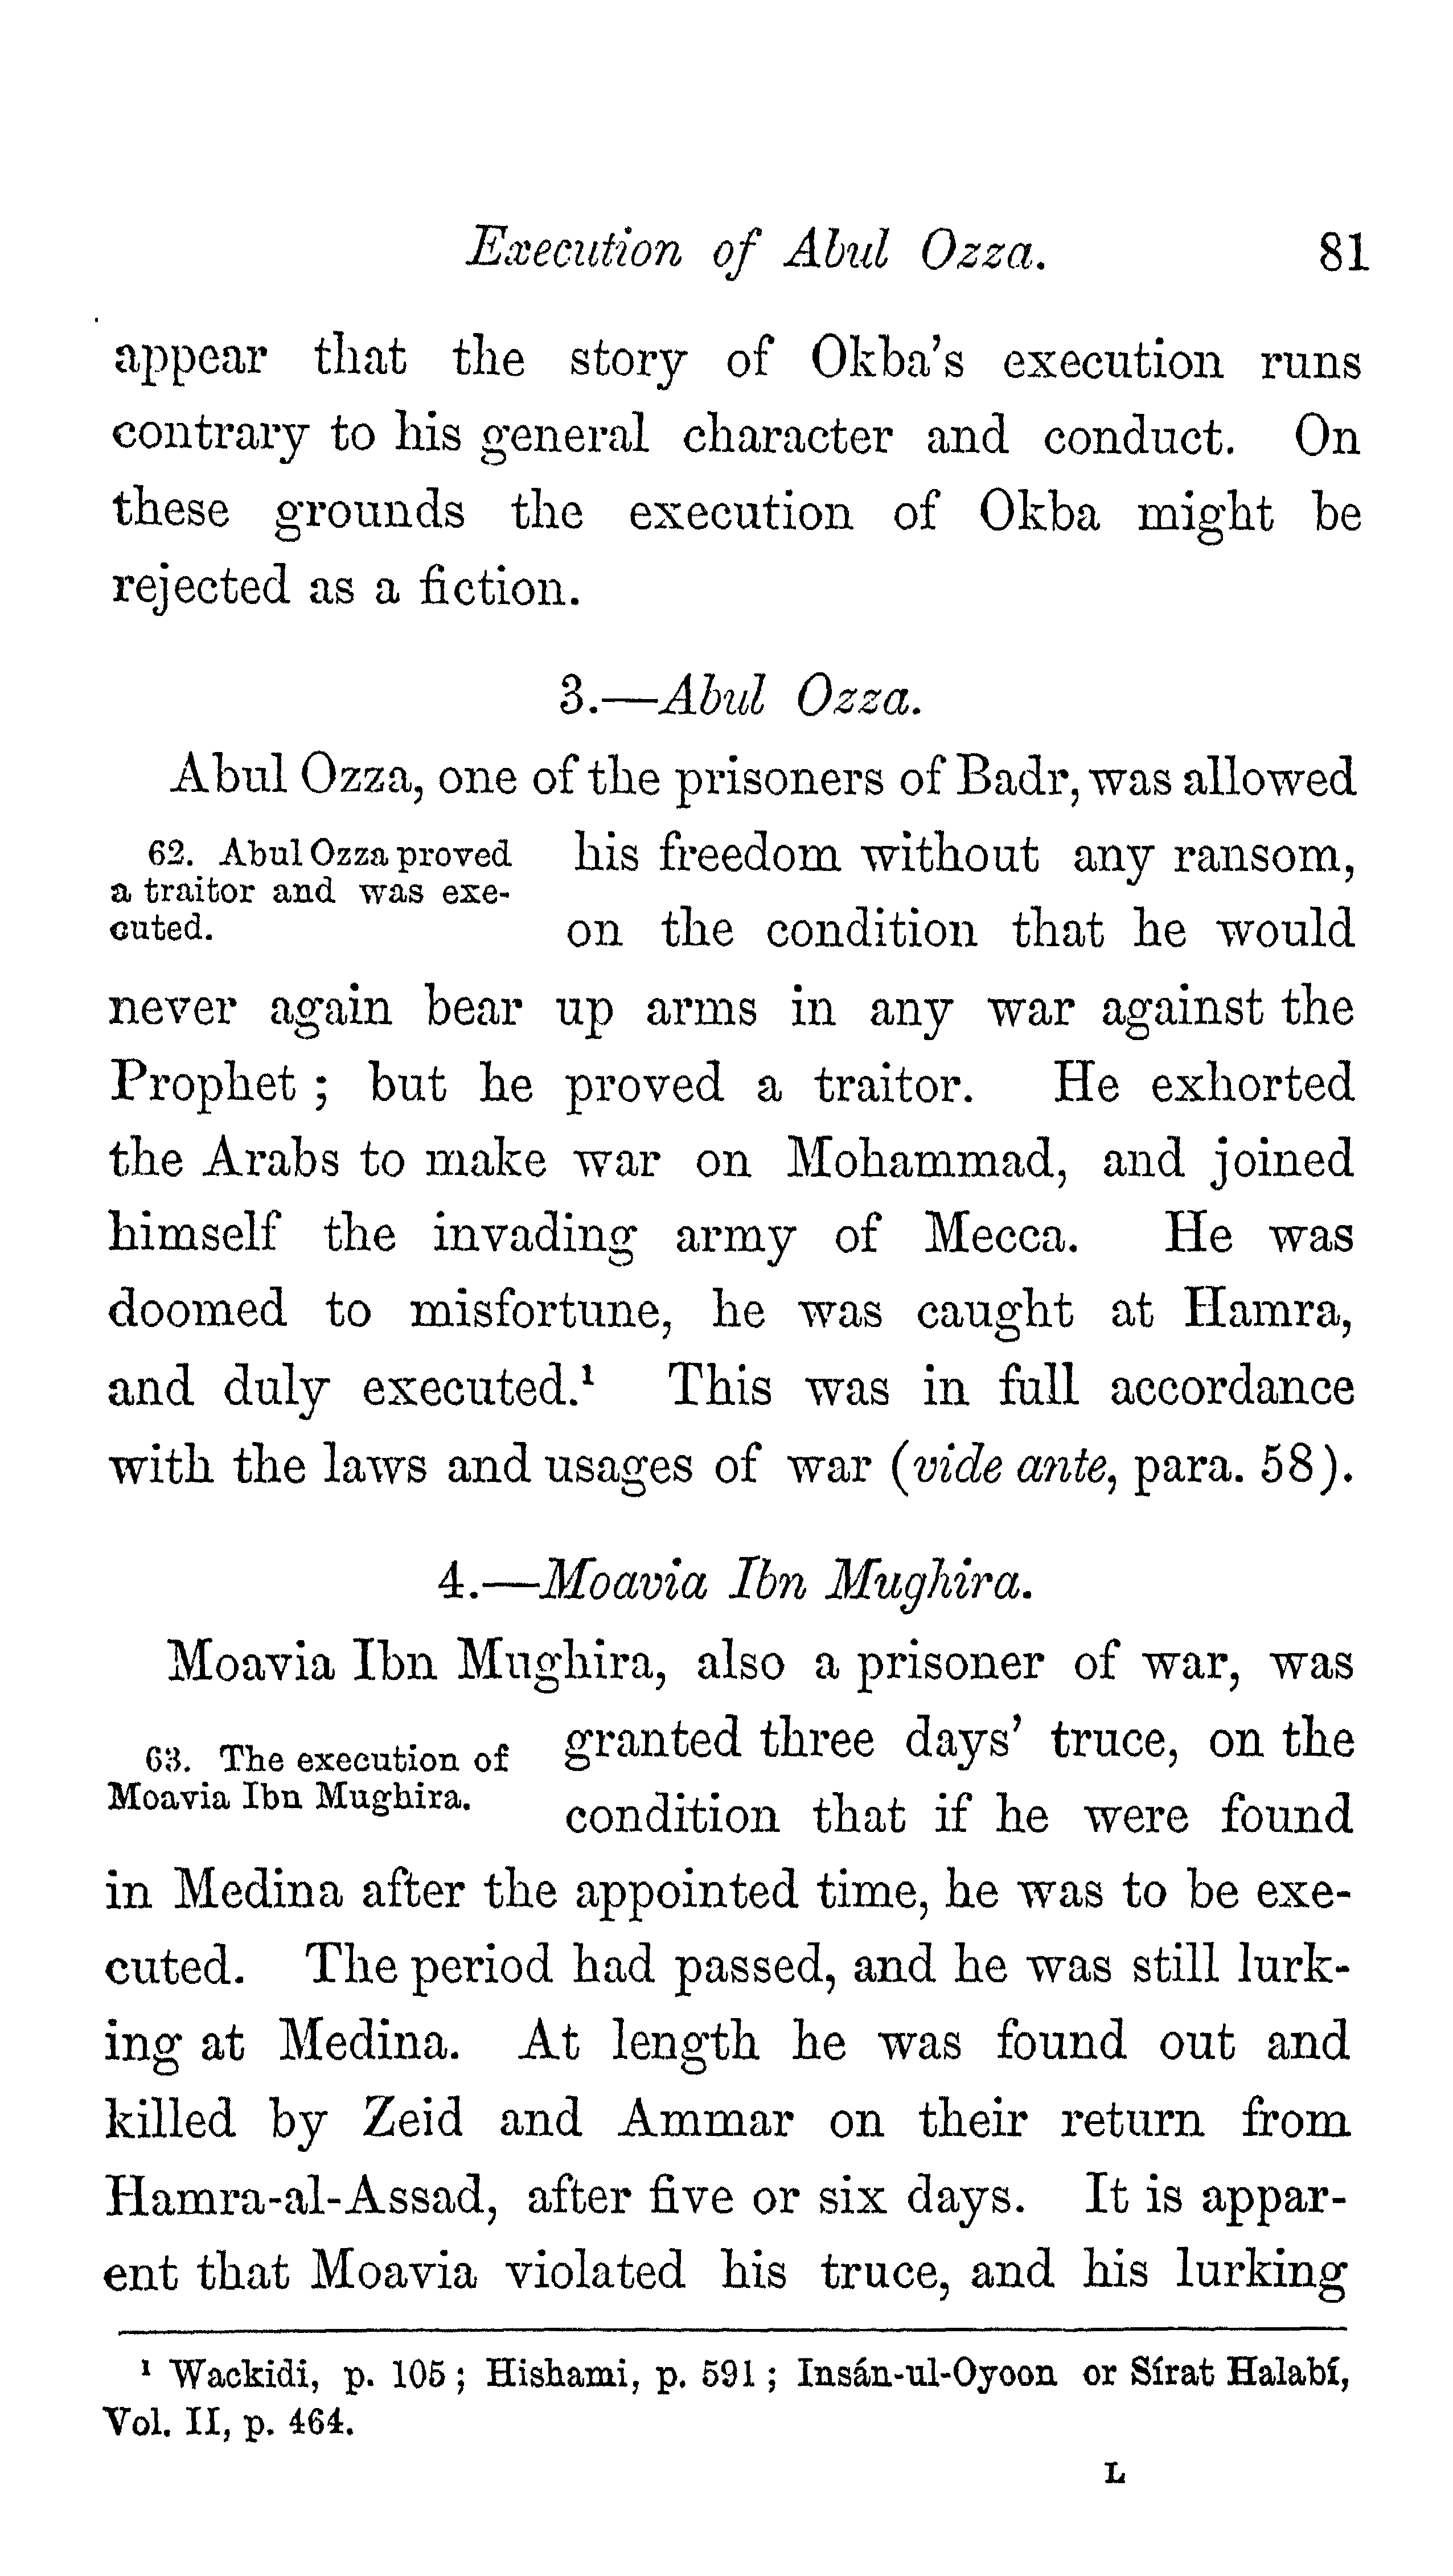 Execution of Abul Ozza. 81
appear that the story of Okba's execution runs
contrary to his general character and conduct. On
these grounds the execution of Okba might be
rejected as a fiction.
3.—Abul Ozza.
Abul Ozza, one of the prisoners of Badr, was allowed
62. Abul Ozza proved
a traitor and was exe-
cuted.
his freedom without any ransom,
on the condition that he would
never again bear up arms in any war against the
Prophet ; but he proved a traitor. He exhorted
the Arabs to make war on Mohammad, and joined
himself the invading army of Mecca. He was
doomed to misfortune, he was caught at Hamra,
and duly executed.¹ This was in full accordance
with the laws and usages of war (vide ante, para. 58).
4.—Moavia Ibn Mughira.
Moavia Ibn Mughira, also a prisoner of war, was
63. The execution of
Moavia Ibn Mughira.
granted three days' truce, on the
condition that if he were found
in Medina after the appointed time, he was to be exe-
cuted. The period had passed, and he was still lurk-
ing at Medina. At length he was found out and
killed by Zeid and Ammar on their return from
Hamra-al-Assad, after five or six days. It is appar-
ent that Moavia violated his truce, and his lurking
¹ Wackidi, p. 105 ; Hishami, p. 591 ; Insán-ul-Oyoon or Sírat Halabí,
Vol. II, p. 464.
L